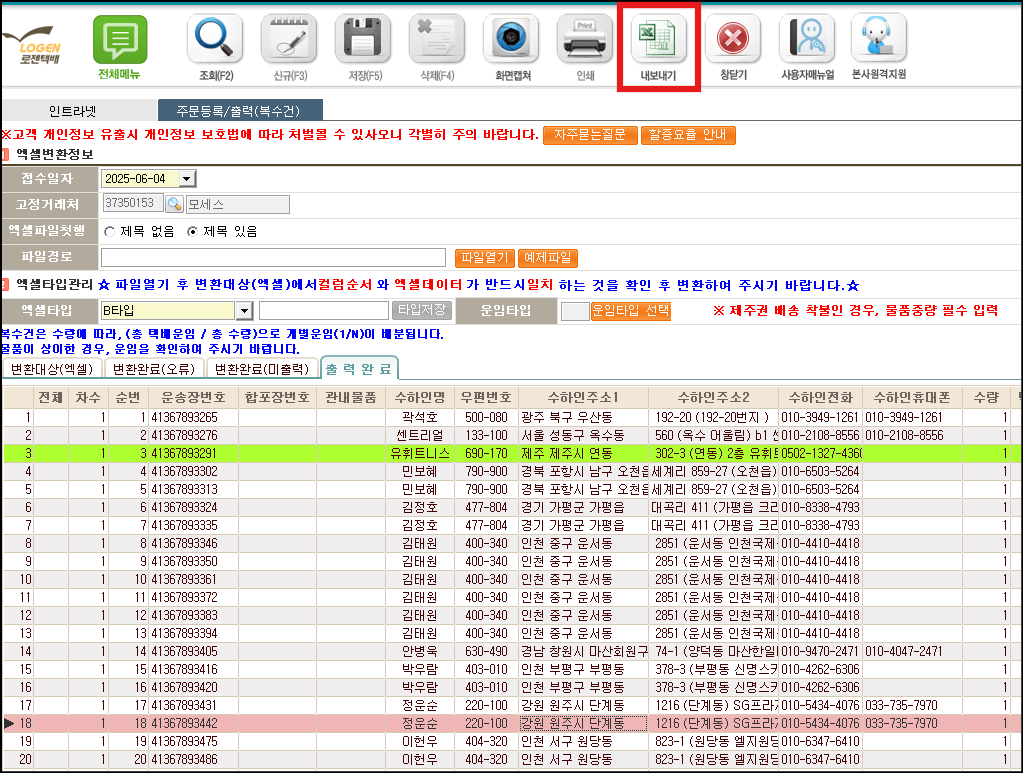 LOGEN
로젠택배
전체메뉴
조회(F2)
신규(F3)
저장(F5)
삭제(F4)
화면캡쳐
Print
인쇄
내보내기
창닫기
사용자매뉴얼
본사원격지원
인트라넷 주문등록/출력(복수건)
※고객 개인정보 유출시 개인정보 보호법에 따라 처벌을 수 있사오니 각별히 주의 바랍니다. 자주묻는질문 할증요율 안내
1 엑셀변환정보
접수일자 2025-06-04
고정거래처 37350153 모세스
엑셀파일첫행 제목 없음 제목 있음
파일경로 파일열기 예제파일
2 엑셀타입관리 ☆ 파일열기 후 변환대상(엑셀)에서컬럼순서 와 엑셀데이터 가 반드시일치 하는 것을 확인 후 변환하여 주시기 바랍니다.☆
엑셀타입 B타입 타입저장 운임타입 운임타입 선택 ※ 제주권 배송 착불인 경우, 물품중량 필수 입력
복수건은 수량에 따라, (총 택배운임 / 총 수량)으로 개별운임(1/N)이 배분됩니다.
물품이 상이한 경우, 운임을 확인하여 주시기 바랍니다.
변환대상(엑셀) 변환완료(오류) 변환완료(미출력) 출 력 완 료
전체 차수 순번 운송장번호 합포장번호 관내물품 수하인명 우편번호 수하인주소1 수하인주소2 수하인전화 수하인휴대폰 수량
1 1 1 41367893265 곽석호 500-080 광주 북구 우산동 192-20 (192-20번지 ) 010-3949-1261 010-3949-1261 1
2 1 2 41367893276 센트리얼 133-100 서울 성동구 옥수동 560 (옥수 어울림) b1 010-2108-8556 010-2108-8556 1
3 1 3 41367893291 유휘트니스 690-170 제주 제주시 연동 302-3 (연동) 2층 유휘트 0502-1327-4360 1
4 1 4 41367893302 민보혜 790-900 경북 포항시 남구 오천읍 세계리 859-27 (오천읍) 010-6503-5264 1
5 1 5 41367893313 민보혜 790-900 경북 포항시 남구 오천읍 세계리 859-27 (오천읍) 010-6503-5264 1
6 1 6 41367893324 김정호 477-804 경기 가평군 가평읍 대곡리 411 (가평읍 크리 010-8338-4793 1
7 1 7 41367893335 김정호 477-804 경기 가평군 가평읍 대곡리 411 (가평읍 크리 010-8338-4793 1
8 1 8 41367893346 김태원 400-340 인천 중구 운서동 2851 (운서동 인천국제 010-4410-4418 1
9 1 9 41367893350 김태원 400-340 인천 중구 운서동 2851 (운서동 인천국제 010-4410-4418 1
10 1 10 41367893361 김태원 400-340 인천 중구 운서동 2851 (운서동 인천국제 010-4410-4418 1
11 1 11 41367893372 김태원 400-340 인천 중구 운서동 2851 (운서동 인천국제 010-4410-4418 1
12 1 12 41367893383 김태원 400-340 인천 중구 운서동 2851 (운서동 인천국제 010-4410-4418 1
13 1 13 41367893394 김태원 400-340 인천 중구 운서동 2851 (운서동 인천국제 010-4410-4418 1
14 1 14 41367893405 안병욱 630-490 경남 창원시 마산회원구 74-1 (양덕동 마산한일 010-9470-2471 010-4047-2471 1
15 1 15 41367893416 박우람 403-010 인천 부평구 부평동 378-3 (부평동 신명스카 010-4262-6306 1
16 1 16 41367893420 박우람 403-010 인천 부평구 부평동 378-3 (부평동 신명스카 010-4262-6306 1
17 1 17 41367893431 정운순 220-100 강원 원주시 단계동 1216 (단계동) SG프라 010-5434-4076 033-735-7970 1
18 1 18 41367893442 정운순 220-100 강원 원주시 단계동 1216 (단계동) SG프라 010-5434-4076 033-735-7970 1
19 1 19 41367893475 이헌우 404-320 인천 서구 원당동 823-1 (원당동 엘지원당 010-6347-6410 1
20 1 20 41367893486 이헌우 404-320 인천 서구 원당동 823-1 (원당동 엘지원당 010-6347-6410 1